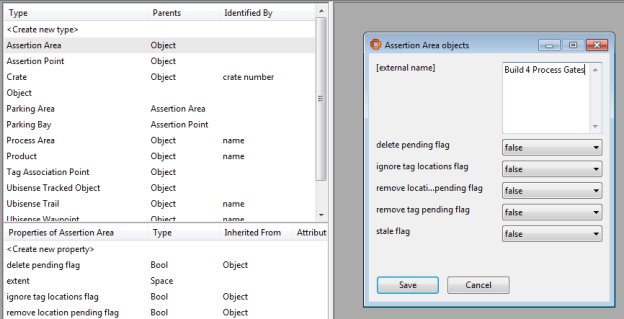 Type Parents Identified By
<Create new type>
Assertion Area Object
Assertion Point Object
Crate Object crate number
Object
Parking Area Assertion Area
Parking Bay Assertion Point
Process Area Object name
Product Object name
Tag Association Point Object
Ubisense Tracked Object Object
Ubisense Trail Object name
Ubisense Waypoint Object name
Properties of Assertion Area Type Inherited From Attribut
<Create new property>
delete pending flag Bool Object
extent Space
ignore tag locations flag Bool Object
remove location pending flag Bool Object
Assertion Area objects
[external name] Build 4 Process Gates
delete pending flag false
ignore tag locations flag false
remove locati...pending flag false
remove tag pending flag false
stale flag false
Save Cancel